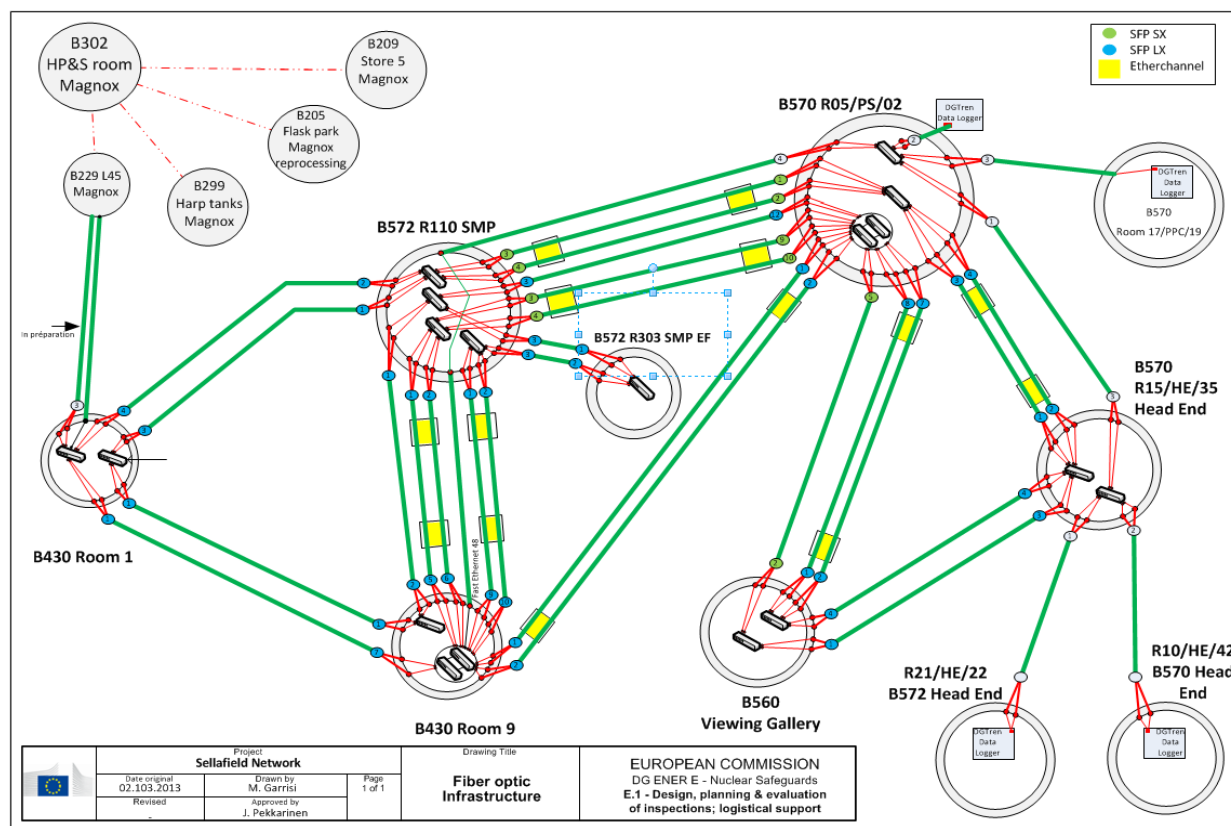 B302
HP&S room
Magnox
B209
Store 5
Magnox
B205
Flask park
Magnox
reprocessing
B229 L45
Magnox
B299
Harp tanks
Magnox
In préparation
SFP SX
SFP LX
Etherchannel
B570 R05/PS/02
DGTren
Data Logger
DGTren
Data
Logger
B570
Room 17/PPC/19
B572 R110 SMP
B572 R303 SMP EF
B570
R15/HE/35
Head End
B430 Room 1
Fast Ethernet 48
B430 Room 9
B560
Viewing Gallery
R21/HE/22
B572 Head End
R10/HE/42
B570 Head
End
DGTren
Data
Logger
DGTren
Data
Logger
Project
Sellafield Network
Date original
02.103.2013
Drawn by
M. Garrisi
Page
1 of 1
Revised
-
Approved by
J. Pekkarinen
Drawing Title
Fiber optic
Infrastructure
EUROPEAN COMMISSION
DG ENER E - Nuclear Safeguards
E.1 - Design, planning & evaluation
of inspections; logistical support